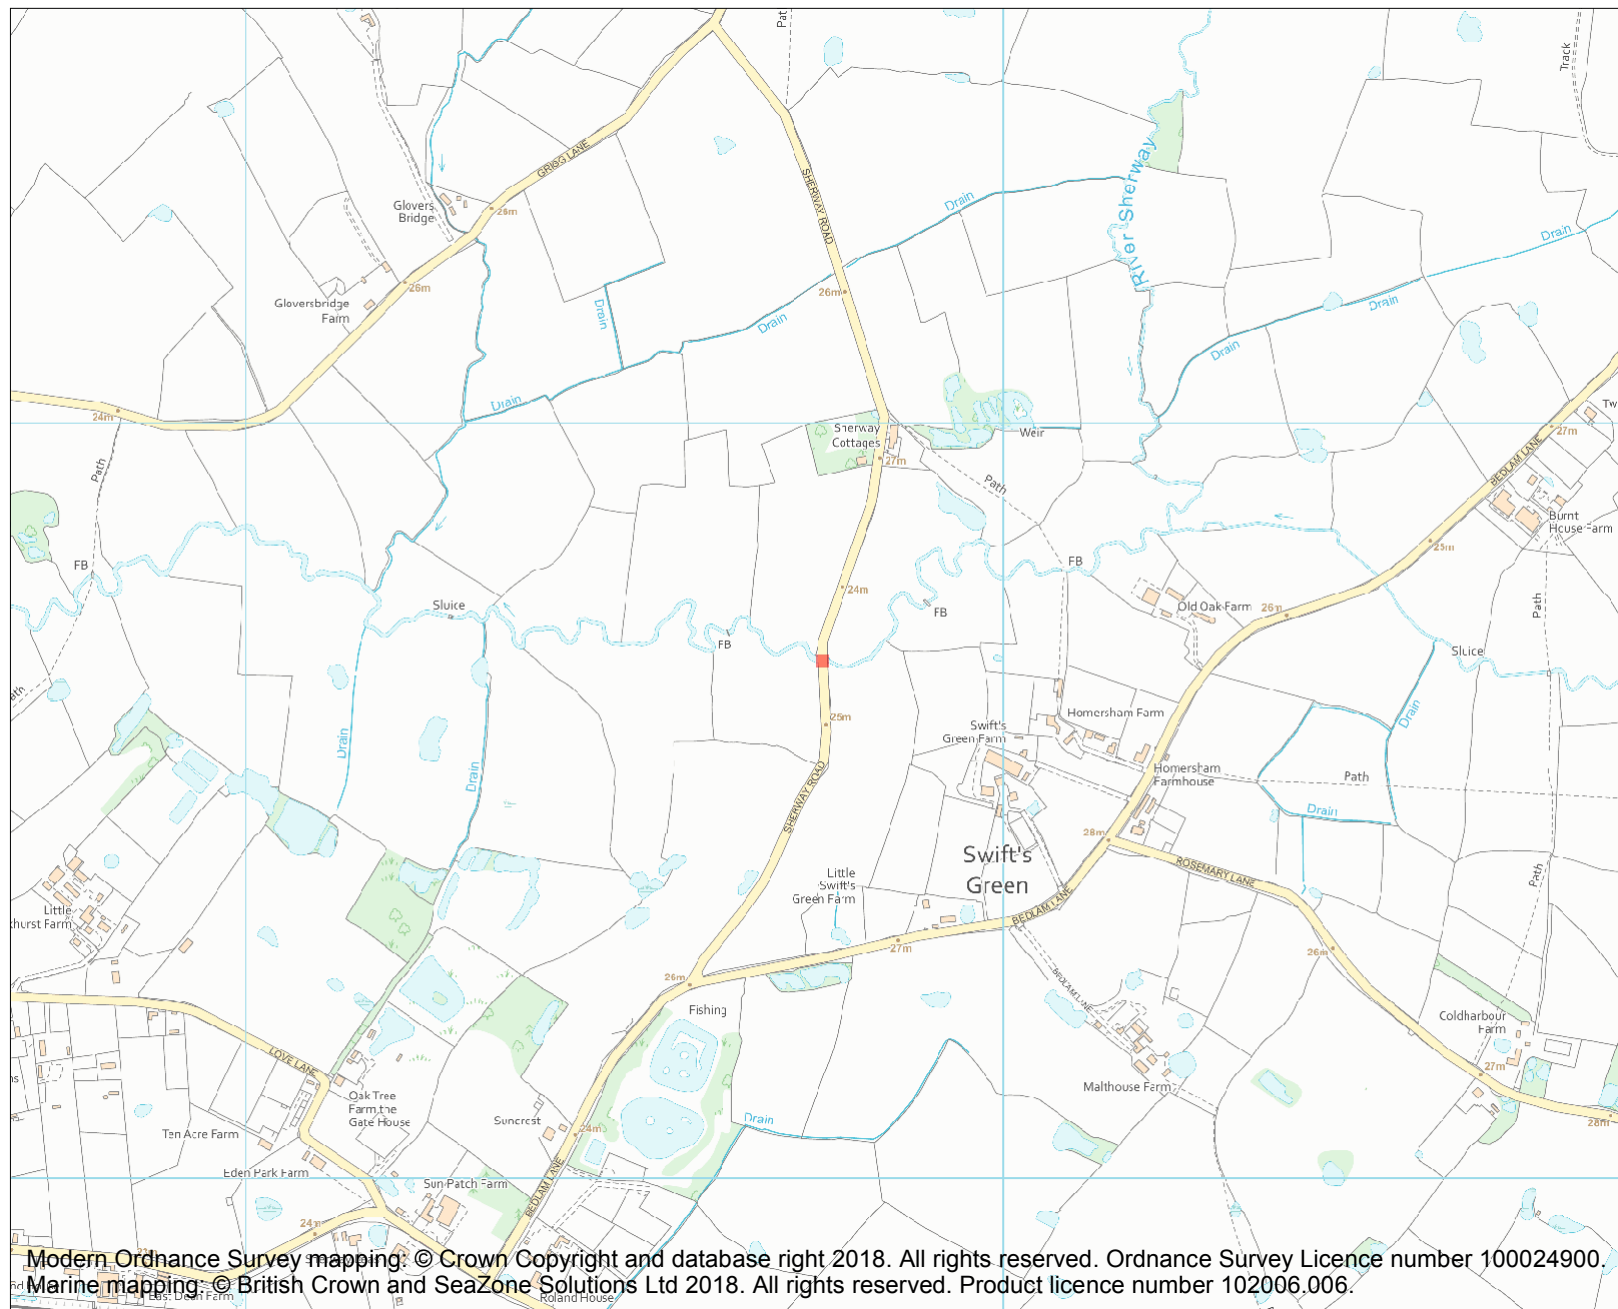 Path
Track
GRIGG LANE
SHERWAY ROAD
River Sherway
Glovers
Bridge
26m
Drain
Drain
Gloversbridge
Farm
26m
26m
Drain
Drain
Drain
Drain
Drain
24m
Sherway
Cottages
Weir
27m
BEDLAM LANE
27m
Path
Path
Burnt
House Farm
25m
FB
FB
24m
Sluice
FB
FB
Old Oak Farm
26m
Path
Sluice
Drain
Drain
Drain
25m
Swift's
Green Farm
Homersham Farm
Homersham
Farmhouse
Path
SHERWAY ROAD
Drain
28m
Swift's
Green
ROSEMARY LANE
Path
Little
Swift's
Green Farm
BEDLAM LANE
Little
khurst Farm
27m
26m
26m
BEDLAM LANE
Fishing
Coldharbour
Farm
LOVE LANE
27m
Malthouse Farm
Oak Tree
Farm the
Gate House
Suncrest
24m
Drain
28m
Ten Acre Farm
Eden Park Farm
Sun Patch Farm
BEDLAM LANE
24m
Modern Ordnance Survey mapping: © Crown Copyright and database right 2018. All rights reserved. Ordnance Survey Licence number 100024900.
Marine mapping: © British Crown and SeaZone Solutions Ltd 2018. All rights reserved. Product licence number 102006.006.
East Dean Farm
Roland House